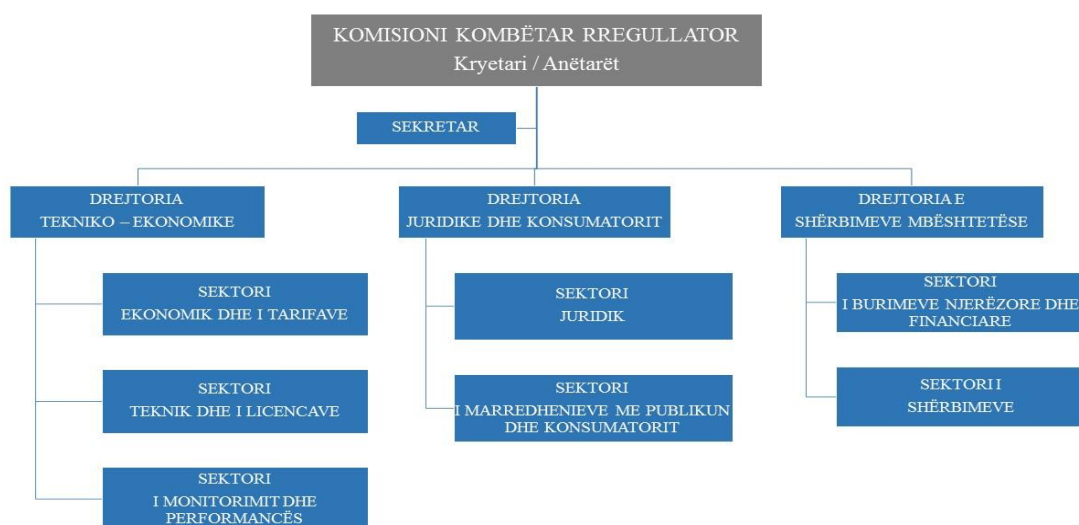 KOMISIONI KOMBËTAR RREGULLATOR
Kryetari / Anëtarët
SEKRETAR
DREJTORIA
TEKNIKO – EKONOMIKE
SEKTORI
EKONOMIK DHE I TARIFAVE
SEKTORI
TEKNIK DHE I LICENCAVE
SEKTORI
I MONITORIMIT DHE
PERFORMANCËS
DREJTORIA
JURIDIKE DHE KONSUMATORIT
SEKTORI
JURIDIK
SEKTORI
I MARREDHENIEVE ME PUBLIKUN
DHE KONSUMATORIT
DREJTORIA E
SHËRBIMEVE MBËSHTETËSE
SEKTORI
I BURIMEVE NJERËZORE DHE
FINANCIARE
SEKTORI I
SHËRBIMEVE